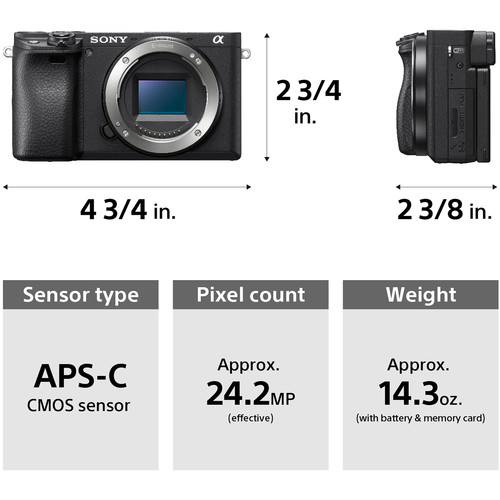 SONY
α
E-mount
2 3/4
in.
4 3/4 in.
2 3/8 in.
Sensor type
APS-C
CMOS sensor
Pixel count
Approx.
24.2MP
(effective)
Weight
Approx.
14.3oz.
(with battery & memory card)